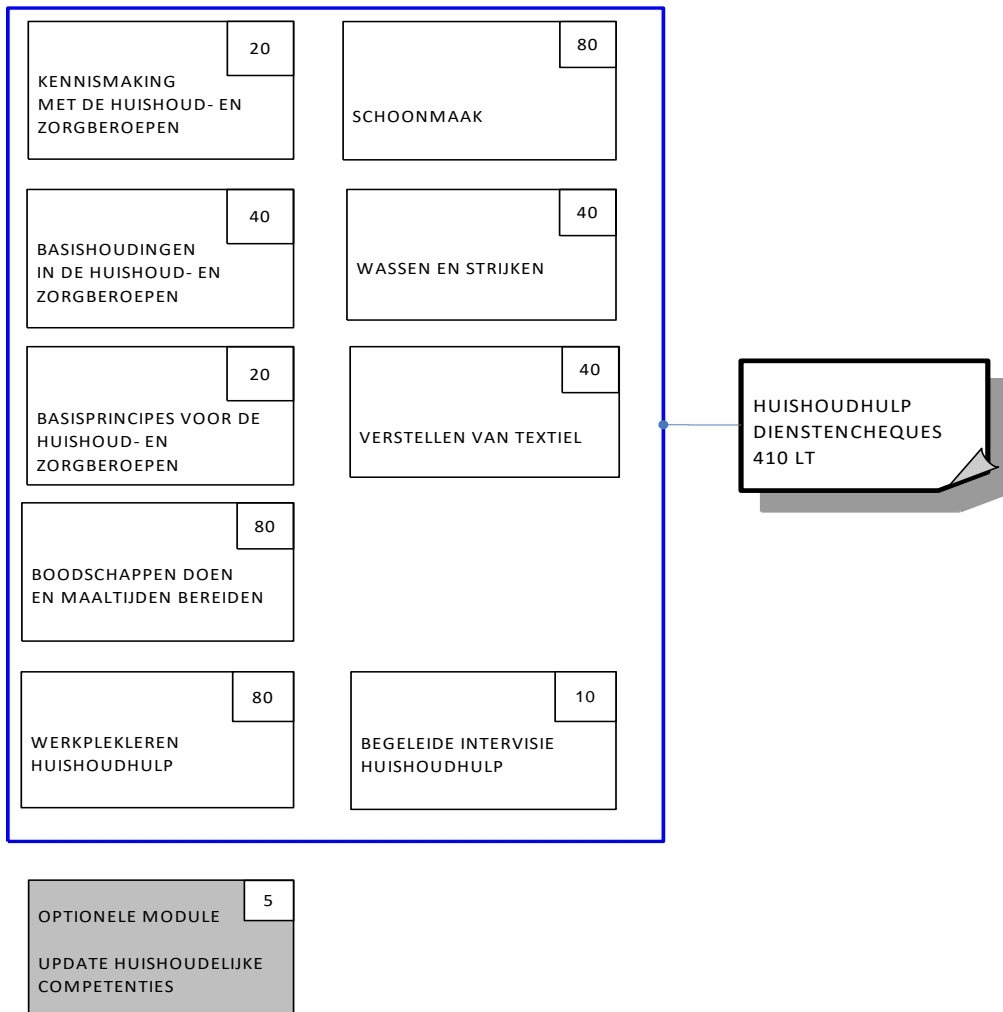 20
KENNISMAKING
MET DE HUISHOUD- EN
ZORGBEROEPEN
80
SCHOONMAAK
40
BASISHOUDINGEN
IN DE HUISHOUD- EN
ZORGBEROEPEN
40
WASSEN EN STRIJKEN
20
BASISPRINCIPES VOOR DE
HUISHOUD- EN
ZORGBEROEPEN
40
VERSTELLEN VAN TEXTIEL
80
BOODSCHAPPEN DOEN
EN MAALTIJDEN BEREIDEN
80
WERKPLEKLEREN
HUISHOUDHULP
10
BEGELEIDE INTERVISIE
HUISHOUDHULP
HUISHOUDHULP
DIENSTENCHEQUES
410 LT
5
OPTIONELE MODULE
UPDATE HUISHOUDELIJKE
COMPETENTIES